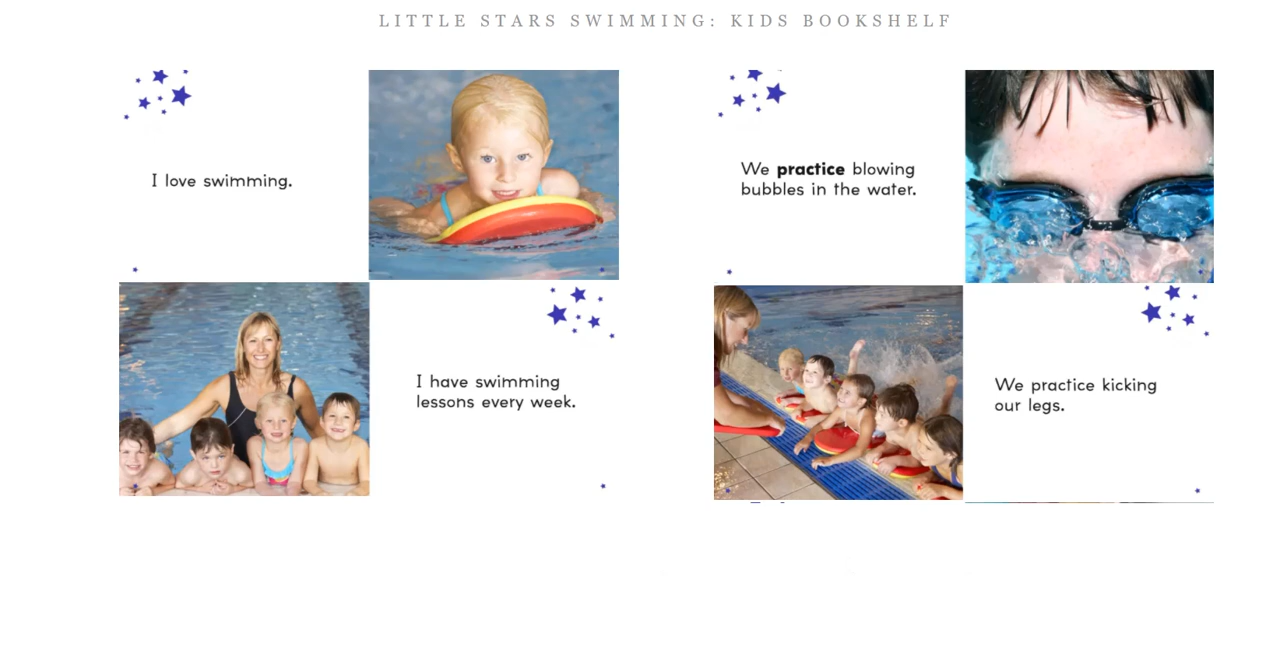 LITTLE STARS SWIMMING: KIDS BOOKSHELF
I love swimming.
I have swimming
lessons every week.
We practice blowing
bubbles in the water.
We practice kicking
our legs.